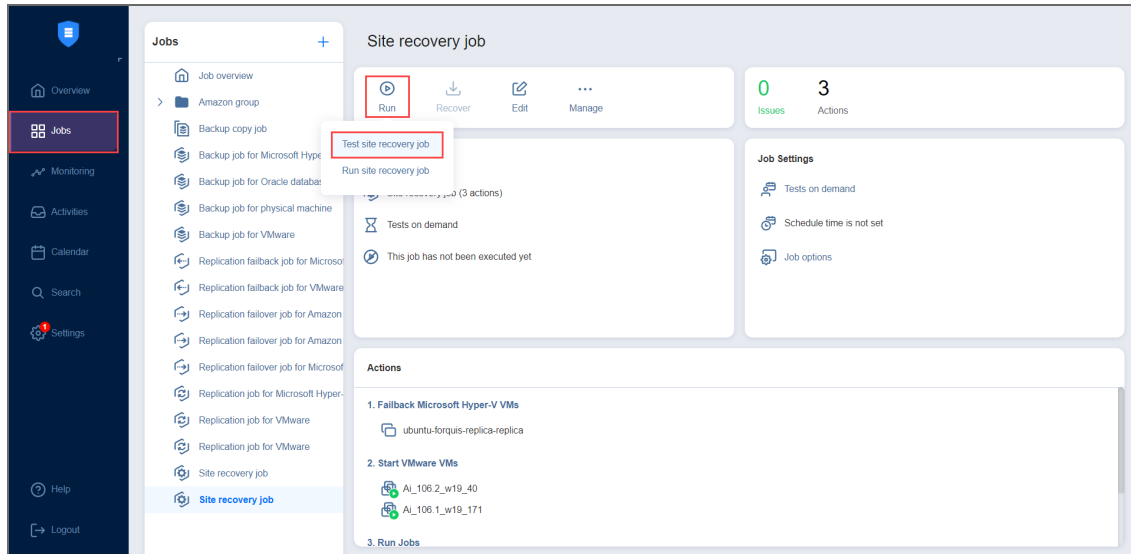 Overview
Jobs
Monitoring
Activities
Calendar
Search
1
Settings
Help
Logout
Jobs
+
Job overview
Amazon group
Backup copy job
Backup job for Microsoft Hype
Backup job for Oracle databas
Backup job for physical machine
Backup job for VMware
Replication failback job for Microsof
Replication failback job for VMware
Replication failover job for Amazon
Replication failover job for Amazon
Replication failover job for Microsof
Replication job for Microsoft Hyper-
Replication job for VMware
Replication job for VMware
Site recovery job
Site recovery job
Site recovery job
Run
Recover
Edit
Manage
Test site recovery job
Run site recovery job
(3 actions)
Tests on demand
This job has not been executed yet
0 3
Issues Actions
Job Settings
Tests on demand
Schedule time is not set
Job options
Actions
1. Failback Microsoft Hyper-V VMs
ubuntu-forquis-replica-replica
2. Start VMware VMs
Ai_106.2_w19_40
Ai_106.1_w19_171
3. Run Jobs